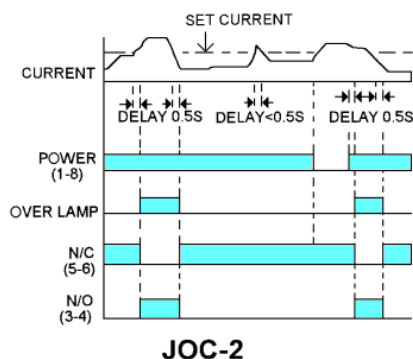 SET CURRENT
CURRENT
DELAY 0.5S DELAY<0.5S DELAY 0.5S
POWER
(1-8)
OVER LAMP
N/C
(5-6)
N/O
(3-4)
JOC-2